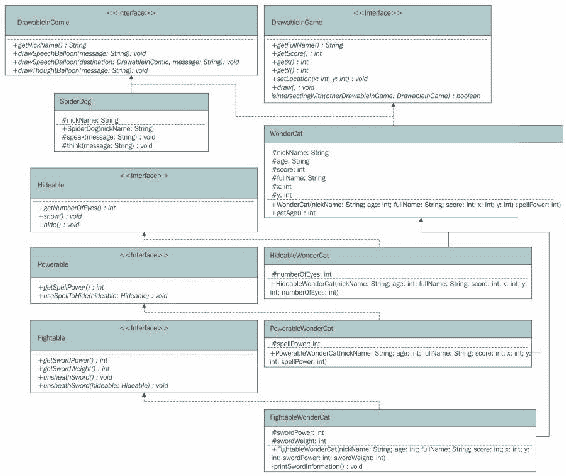 <<Interface>>
DrawableInComic
+getNickName() : String
+drawSpeechBalloon(message: String): void
+drawSpeechBalloon(destination: DrawableInComic, message: String): void
+drawThoughtBalloon(message: String): void
<<Interface>>
DrawableInGame
+getFullName() : String
+getScore() : int
+getX() : int
+getY() : int
+setLocation(x: int, y: int) : void
+draw() : void
isIntersectingWith(otherDrawableInGame: DrawableInGame) : boolean
SpiderDog
#nickName: String
+SpiderDog(nickName: String)
#speak(message: String) : void
#think(message: String) : void
WonderCat
#nickName: String
#age: String
#score: int
#fullName: String
#x: int
#y: int
+WonderCat(nickName: String; age: int; fullName: String; score: int; x: int; y: int; spellPower: int)
+getAge() : int
<<Interface>>
Hideable
+getNumberOfEyes() : int
: void
+hide() : void
HideableWonderCat
#numberOfEyes: int
+HideableWonderCat(nickName: String; age: int; fullName: String; score: int; x: int; y:
int; numberOfEyes: int)
<<Interface>>
Powerable
+getSpellPower() : int
+useSpellToHide(hideable: Hideable) : void
PowerableWonderCat
#spellPower: int
+PowerableWonderCat(nickName: String; age: int; fullName: String; score: int; x: int; y:
int; spellPower: int)
<<Interface>>
Fightable
+getSwordPower() : int
+getSwordWeight() : int
+unsheathSword() : void
+unsheathSword(hideable: Hideable) : void
FightableWonderCat
#swordPower: int
#swordWeight: int
+FightableWonderCat(nickName: String; age: int; fullName: String; score: int; x: int; y:
int; swordPower: int; swordWeight: int)
-printSwordInformation() : void